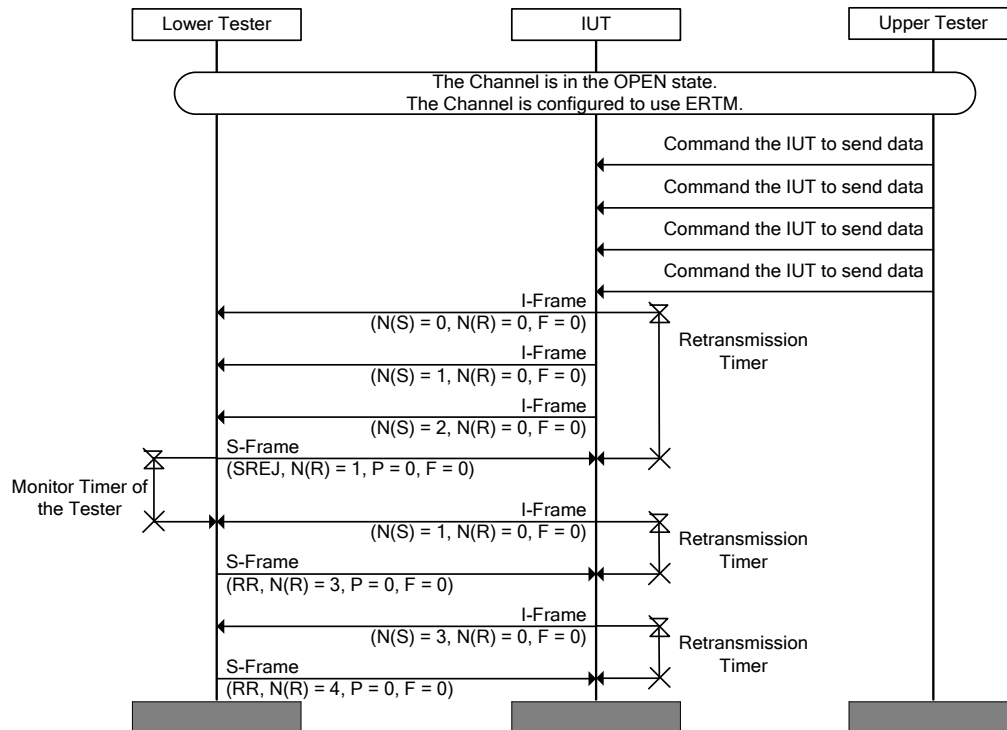 Lower Tester
IUT
Upper Tester
The Channel is in the OPEN state.
The Channel is configured to use ERTM.
Command the IUT to send data
Command the IUT to send data
Command the IUT to send data
Command the IUT to send data
I-Frame
(N(S) = 0, N(R) = 0, F = 0)
Retransmission
Timer
I-Frame
(N(S) = 1, N(R) = 0, F = 0)
I-Frame
(N(S) = 2, N(R) = 0, F = 0)
S-Frame
(SREJ, N(R) = 1, P = 0, F = 0)
Monitor Timer of
the Tester
I-Frame
(N(S) = 1, N(R) = 0, F = 0)
Retransmission
Timer
S-Frame
(RR, N(R) = 3, P = 0, F = 0)
I-Frame
(N(S) = 3, N(R) = 0, F = 0)
Retransmission
Timer
S-Frame
(RR, N(R) = 4, P = 0, F = 0)